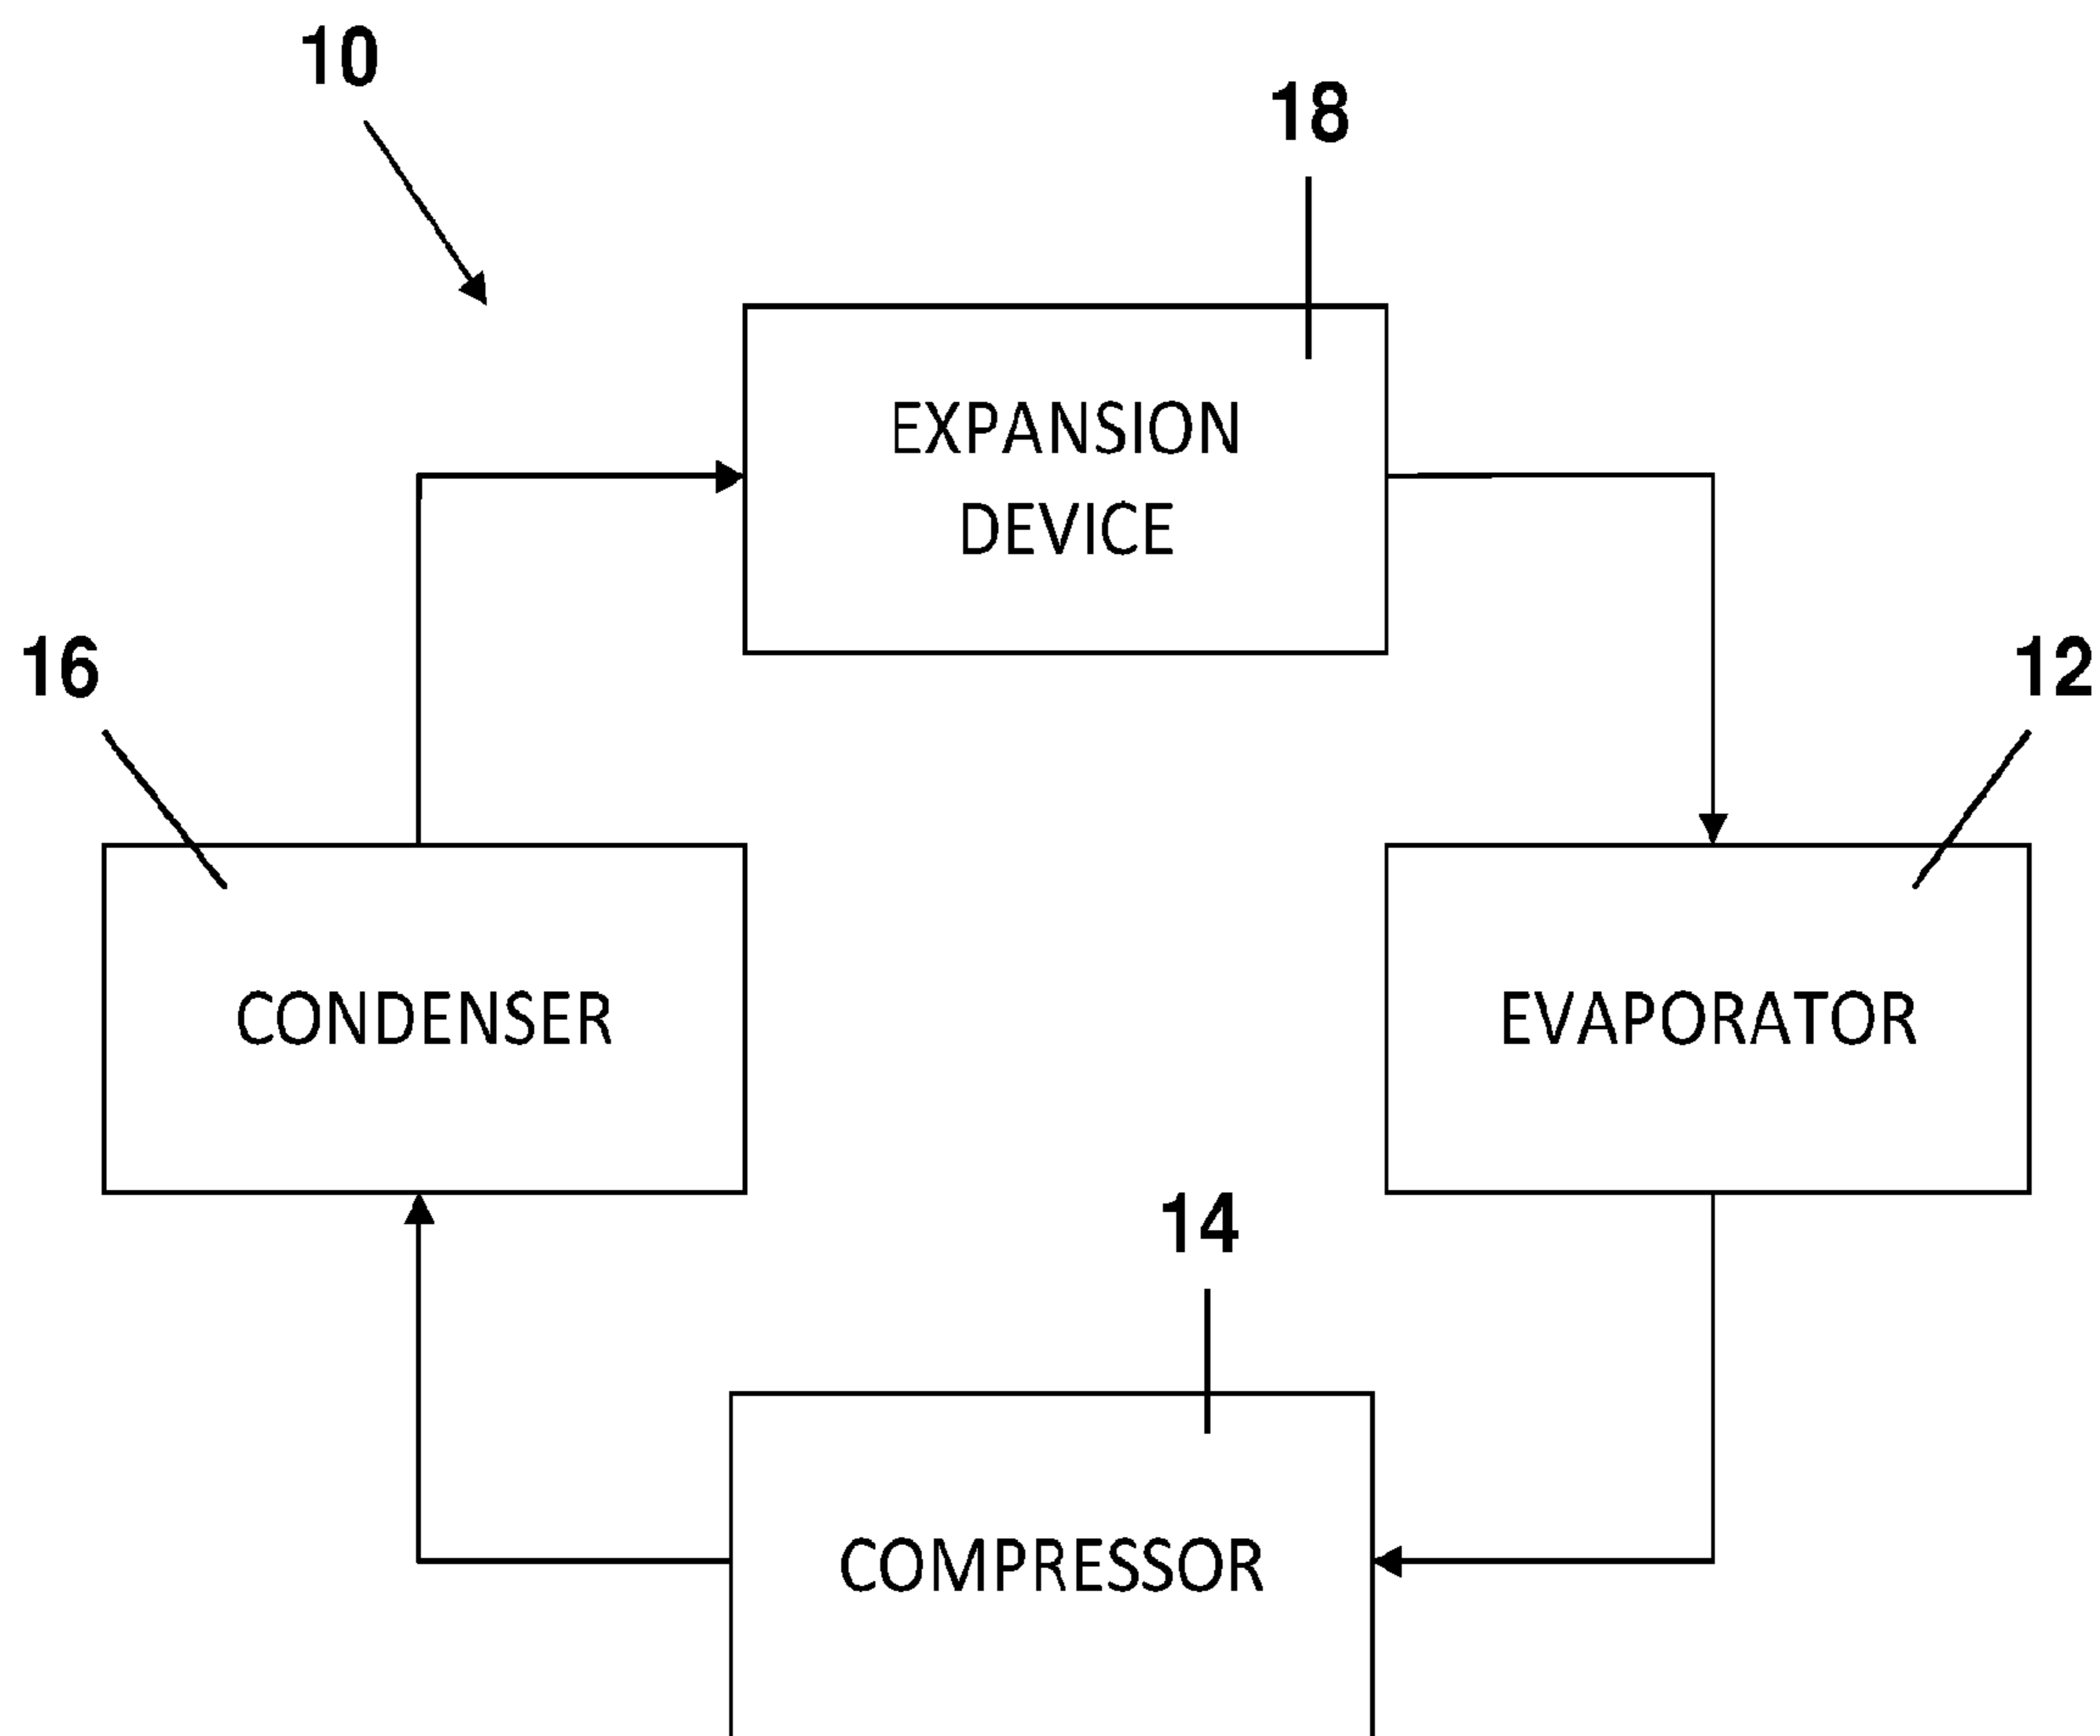 10
18
EXPANSION
DEVICE
16
12
CONDENSER
EVAPORATOR
14
COMPRESSOR